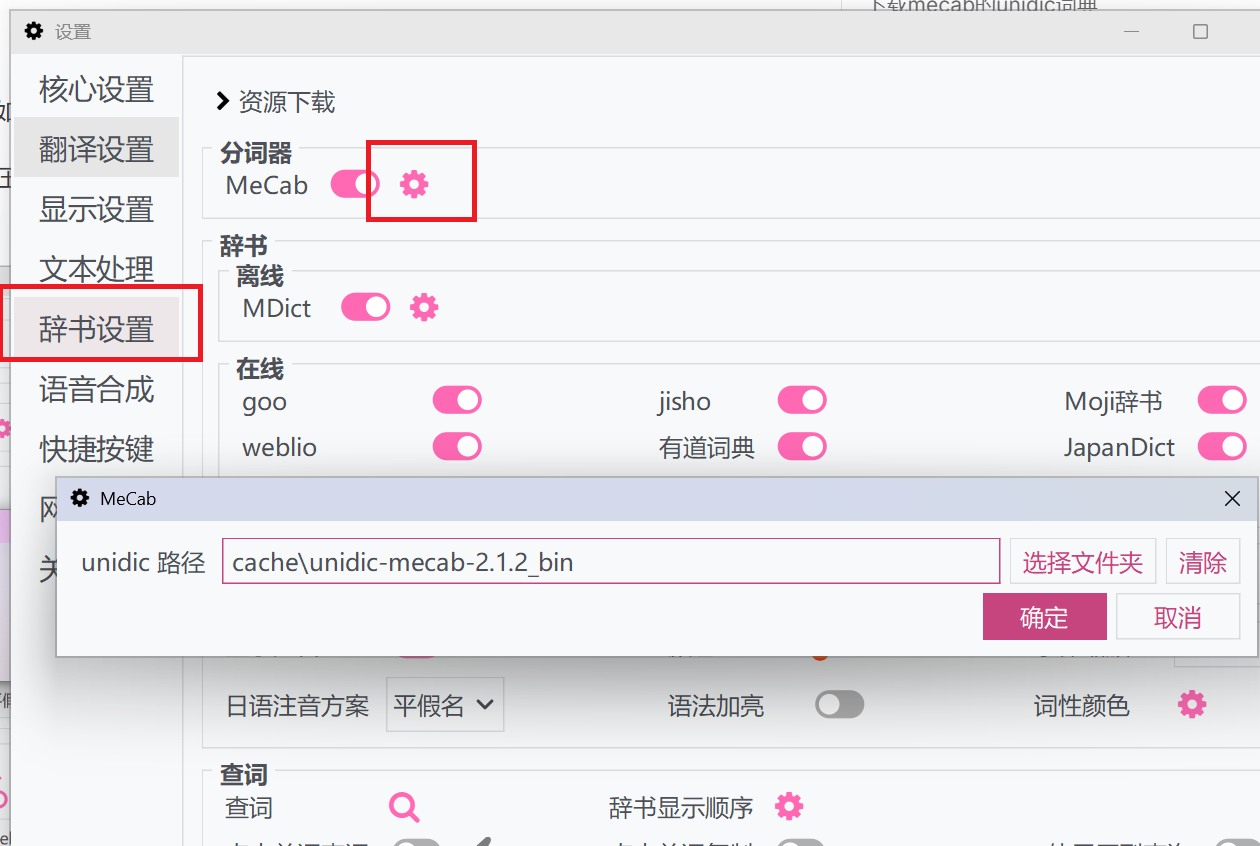 下载mecab的unidic词典
设置
核心设置
翻译设置
显示设置
文本处理
辞书设置
语音合成
快捷按键
资源下载
分词器
MeCab
辞书
离线
MDict
在线
goo jisho Moji辞书
weblio 有道词典 JapanDict
MeCab
unidic 路径 cache\unidic-mecab-2.1.2_bin 选择文件夹 清除
确定 取消
日语注音方案 平假名 语法加亮 词性颜色
查词
查词 辞书显示顺序